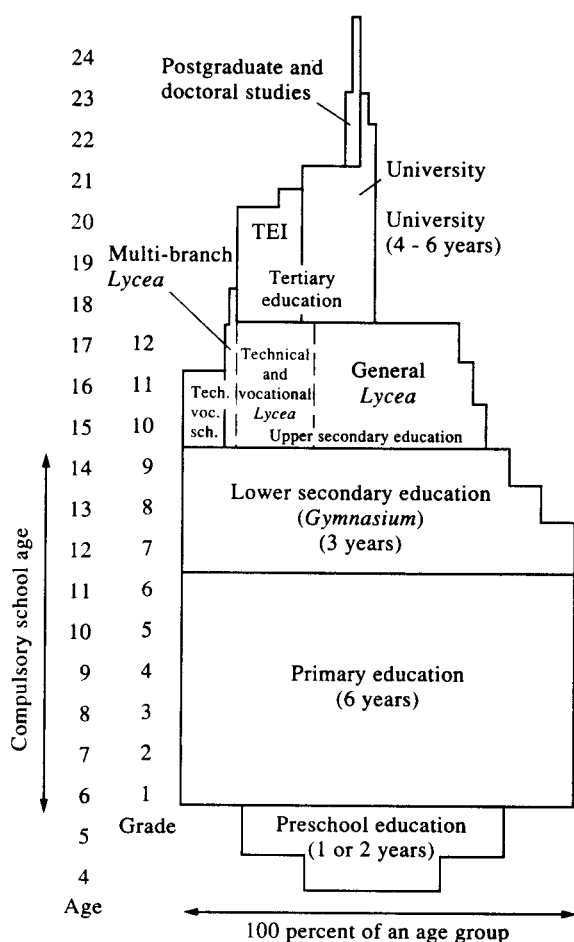 24
23
22
21
20
19
18
17
16
15
14
13
12
11
10
9
8
7
6
5
4
Age
12
11
10
9
8
7
6
5
4
3
2
1
Grade
Compulsory school age
Postgraduate and
doctoral studies
University
University
(4 - 6 years)
TEI
Tertiary
education
Multi-branch
Lycea
Tech.
voc.
sch.
Technical
and
vocational
Lycea
General
Lycea
Upper secondary education
Lower secondary education
(Gymnasium)
(3 years)
Primary education
(6 years)
Preschool education
(1 or 2 years)
100 percent of an age group